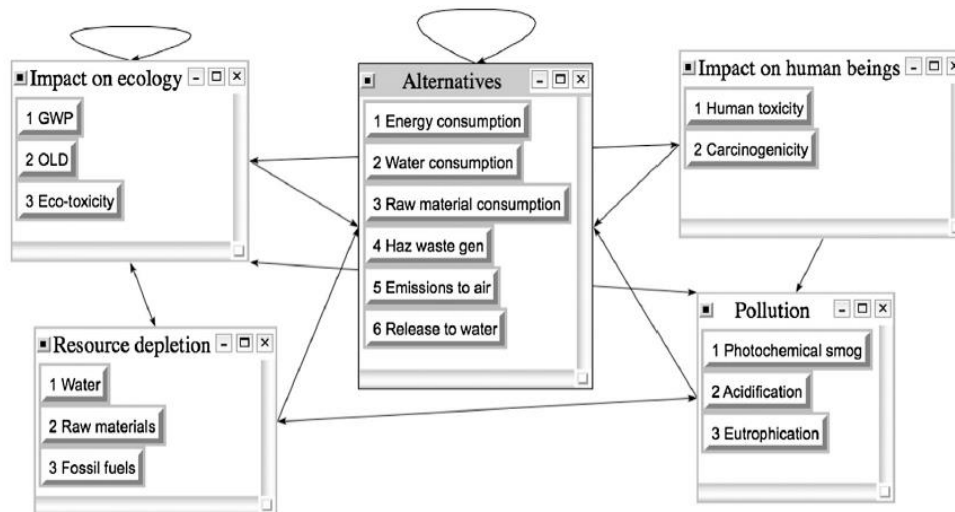 Impact on ecology
1 GWP
2 OLD
3 Eco-toxicity
Alternatives
1 Energy consumption
2 Water consumption
3 Raw material consumption
4 Haz waste gen
5 Emissions to air
6 Release to water
Impact on human beings
1 Human toxicity
2 Carcinogenicity
Resource depletion
1 Water
2 Raw materials
3 Fossil fuels
Pollution
1 Photochemical smog
2 Acidification
3 Eutrophication